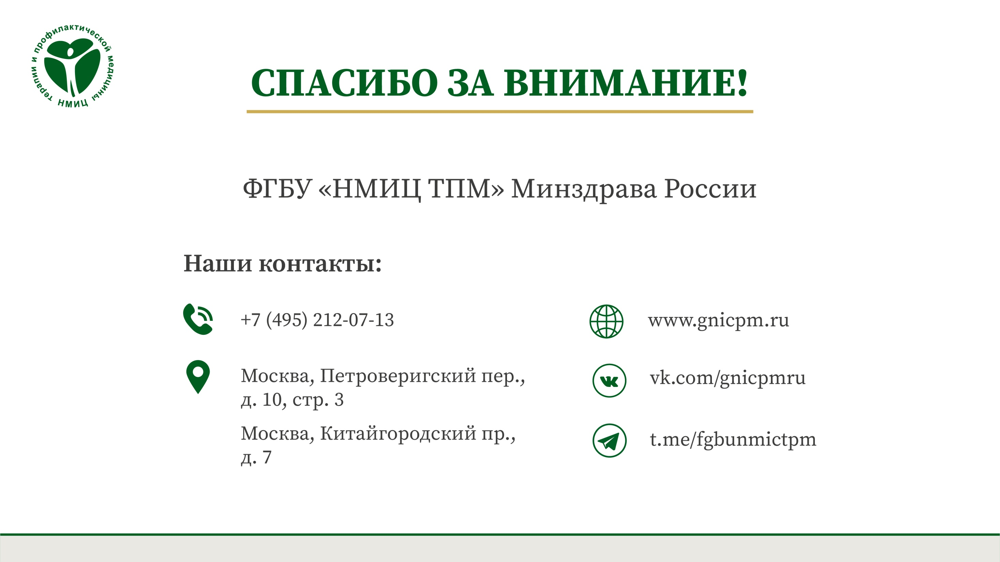 НМИЦ терапии и профилактической медицины
СПАСИБО ЗА ВНИМАНИЕ!
ФГБУ «НМИЦ ТПМ» Минздрава России
Наши контакты:
+7 (495) 212-07-13
Москва, Петроверигский пер.,
д. 10, стр. 3
Москва, Китайгородский пр.,
д. 7
www.gnicpm.ru
vk.com/gnicpmru
t.me/fgbunmictpm